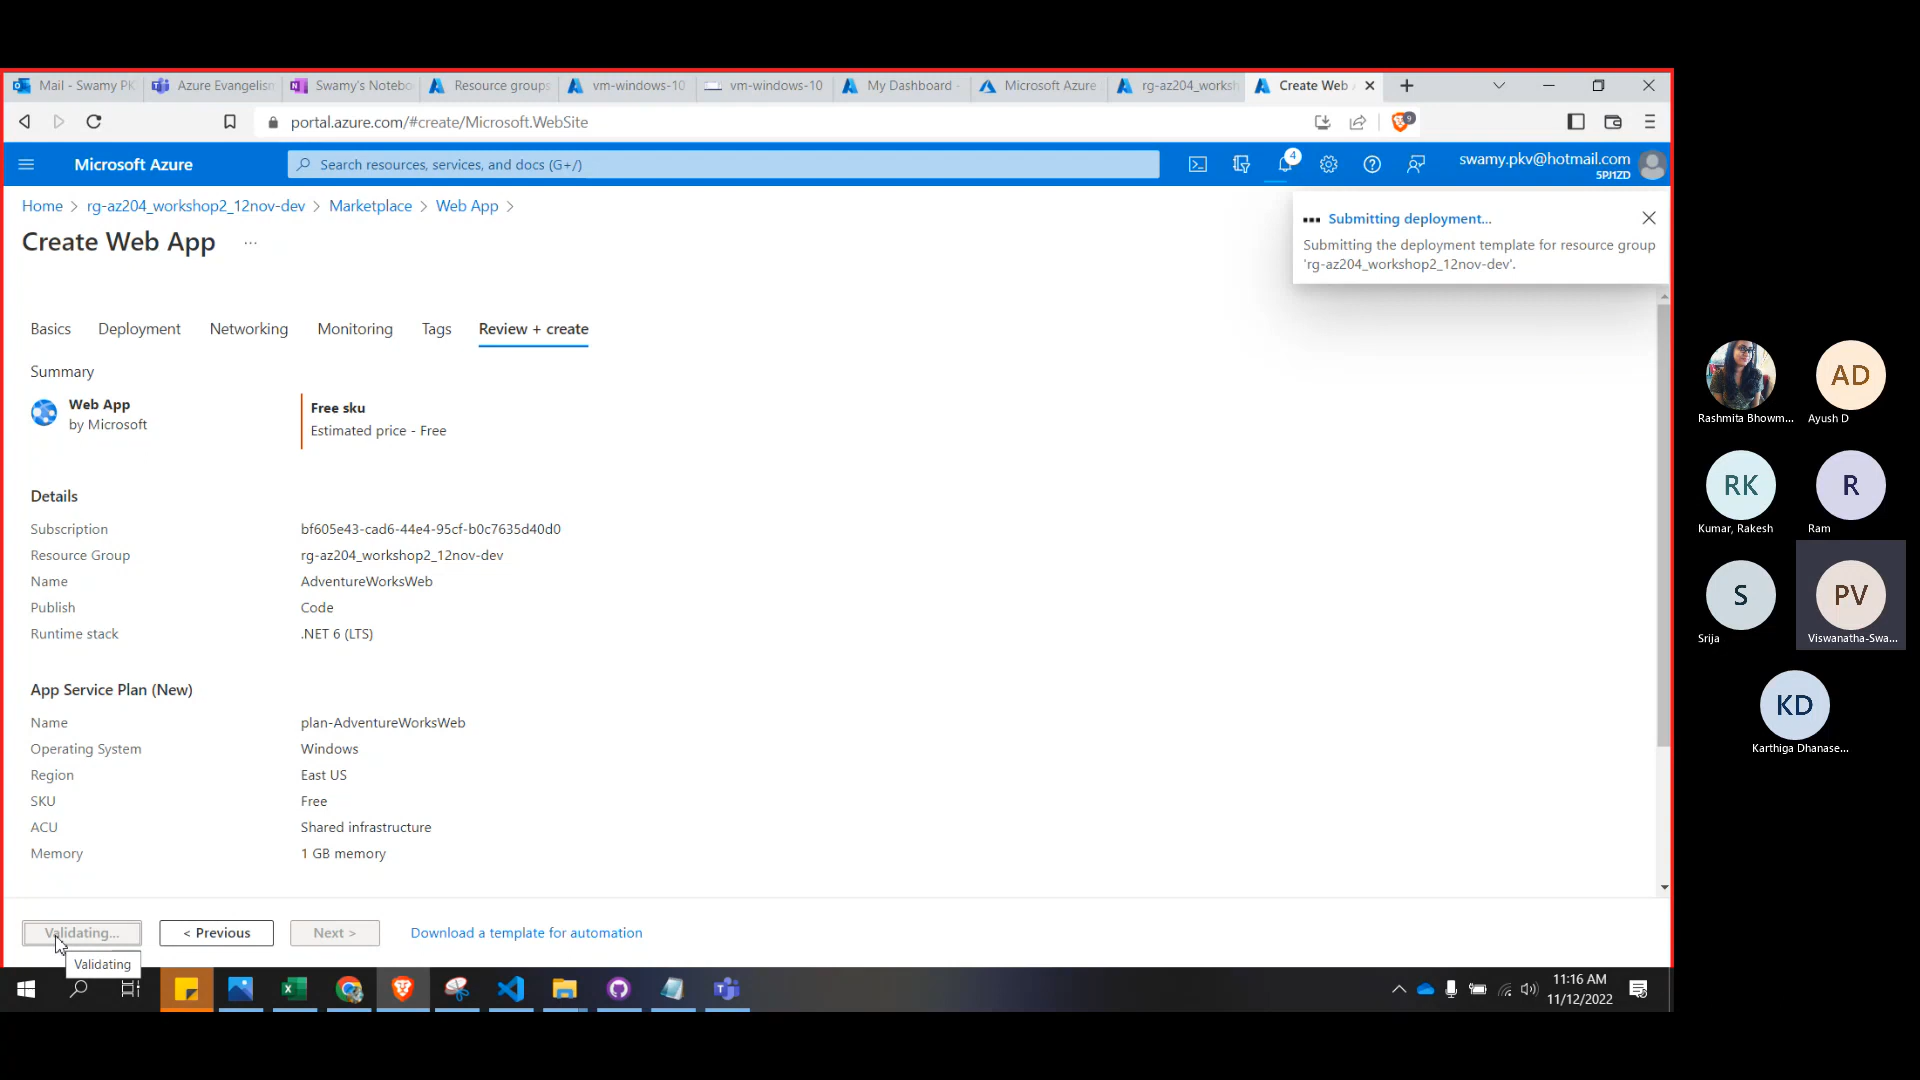 Mail - Swamy PK
Azure Evangelism
Swamy's Notebo
Resource groups
vm-windows-10
vm-windows-10
My Dashboard -
Microsoft Azure
rg-az204_worksh
Create Web
portal.azure.com/#create/Microsoft.WebSite
9
Microsoft Azure
Search resources, services, and docs (G+/)
4
swamy.pkv@hotmail.com
5PJ1ZD
Home > rg-az204_workshop2_12nov-dev > Marketplace > Web App >
Create Web App ...
Submitting deployment...
Submitting the deployment template for resource group
'rg-az204_workshop2_12nov-dev'.
Basics Deployment Networking Monitoring Tags Review + create
Summary
Web App
by Microsoft
Free sku
Estimated price - Free
Details
Subscription bf605e43-cad6-44e4-95cf-b0c7635d40d0
Resource Group rg-az204_workshop2_12nov-dev
Name AdventureWorksWeb
Publish Code
Runtime stack .NET 6 (LTS)
App Service Plan (New)
Name plan-AdventureWorksWeb
Operating System Windows
Region East US
SKU Free
ACU Shared infrastructure
Memory 1 GB memory
Validating... < Previous Next > Download a template for automation
Validating
11:16 AM
11/12/2022
Rashmita Bhowm...
AD
Ayush D
RK
Kumar, Rakesh
R
Ram
S
Srija
PV
Viswanatha-Swa...
KD
Karthiga Dhanase...